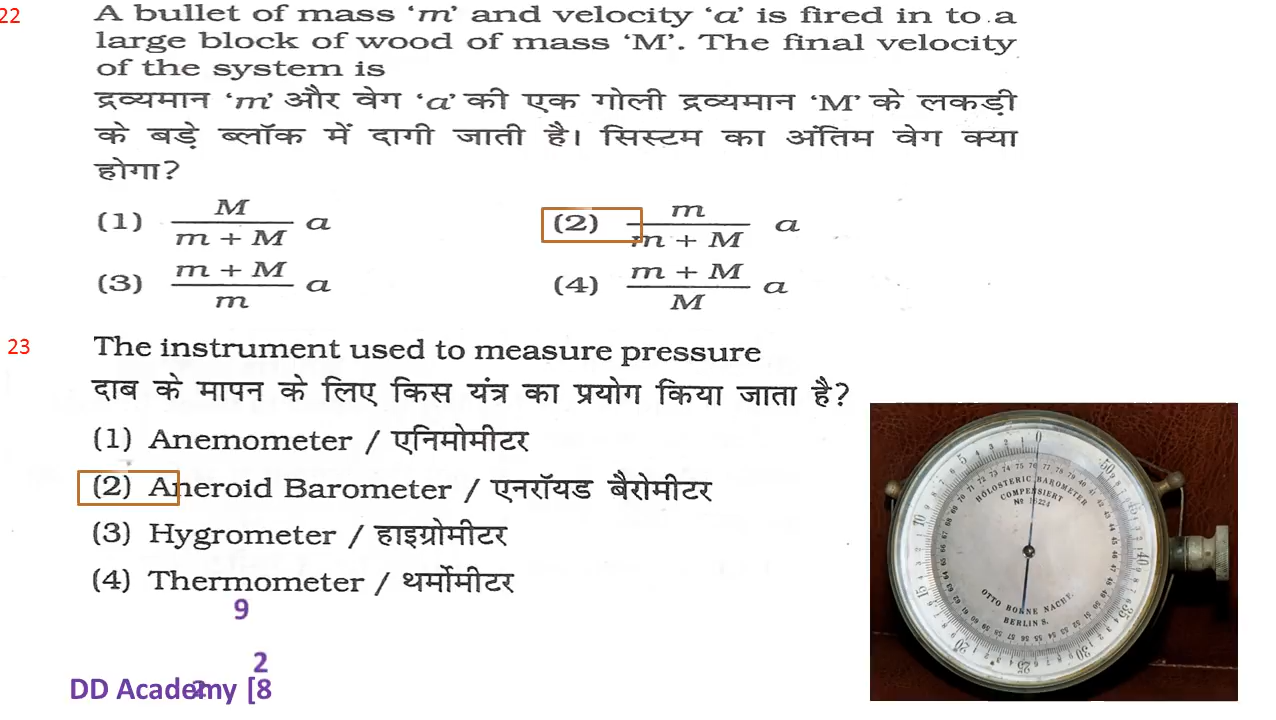 22
A bullet of mass ‘m’ and velocity ‘a’ is fired in to a
large block of wood of mass ‘M’. The final velocity
of the system is
द्रव्यमान ‘m’ और वेग ‘a’ की एक गोली द्रव्यमान ‘M’ के लकड़ी
के बड़े ब्लॉक में दागी जाती है। सिस्टम का अंतिम वेग क्या
होगा?
(1) M / m + M a (2) m / m + M a
(3) m + M / m a (4) m + M / M a
23
The instrument used to measure pressure
दाब के मापन के लिए किस यंत्र का प्रयोग किया जाता है?
(1) Anemometer / एनिमोमीटर
(2) Aneroid Barometer / एनरॉयड बैरोमीटर
(3) Hygrometer / हाइग्रोमीटर
(4) Thermometer / थर्मोमीटर
HOLOSTERIC BAROMETER
COMPENSIERT
OTTO BOHNE NACHF.
BERLIN S.
9
2
DD Academy [8